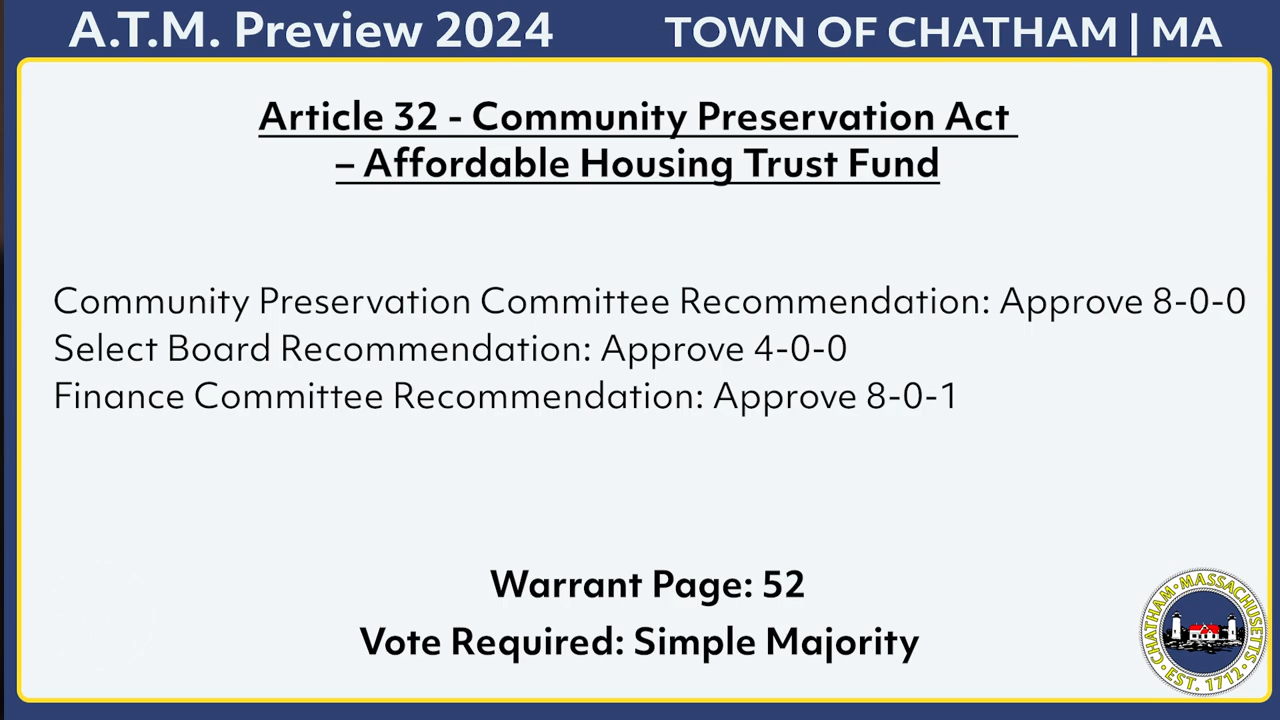 A.T.M. Preview 2024
TOWN OF CHATHAM | MA
Article 32 - Community Preservation Act
– Affordable Housing Trust Fund
Community Preservation Committee Recommendation: Approve 8-0-0
Select Board Recommendation: Approve 4-0-0
Finance Committee Recommendation: Approve 8-0-1
Warrant Page: 52
Vote Required: Simple Majority
CHATHAM · MASSACHUSETTS
· EST. 1712 ·